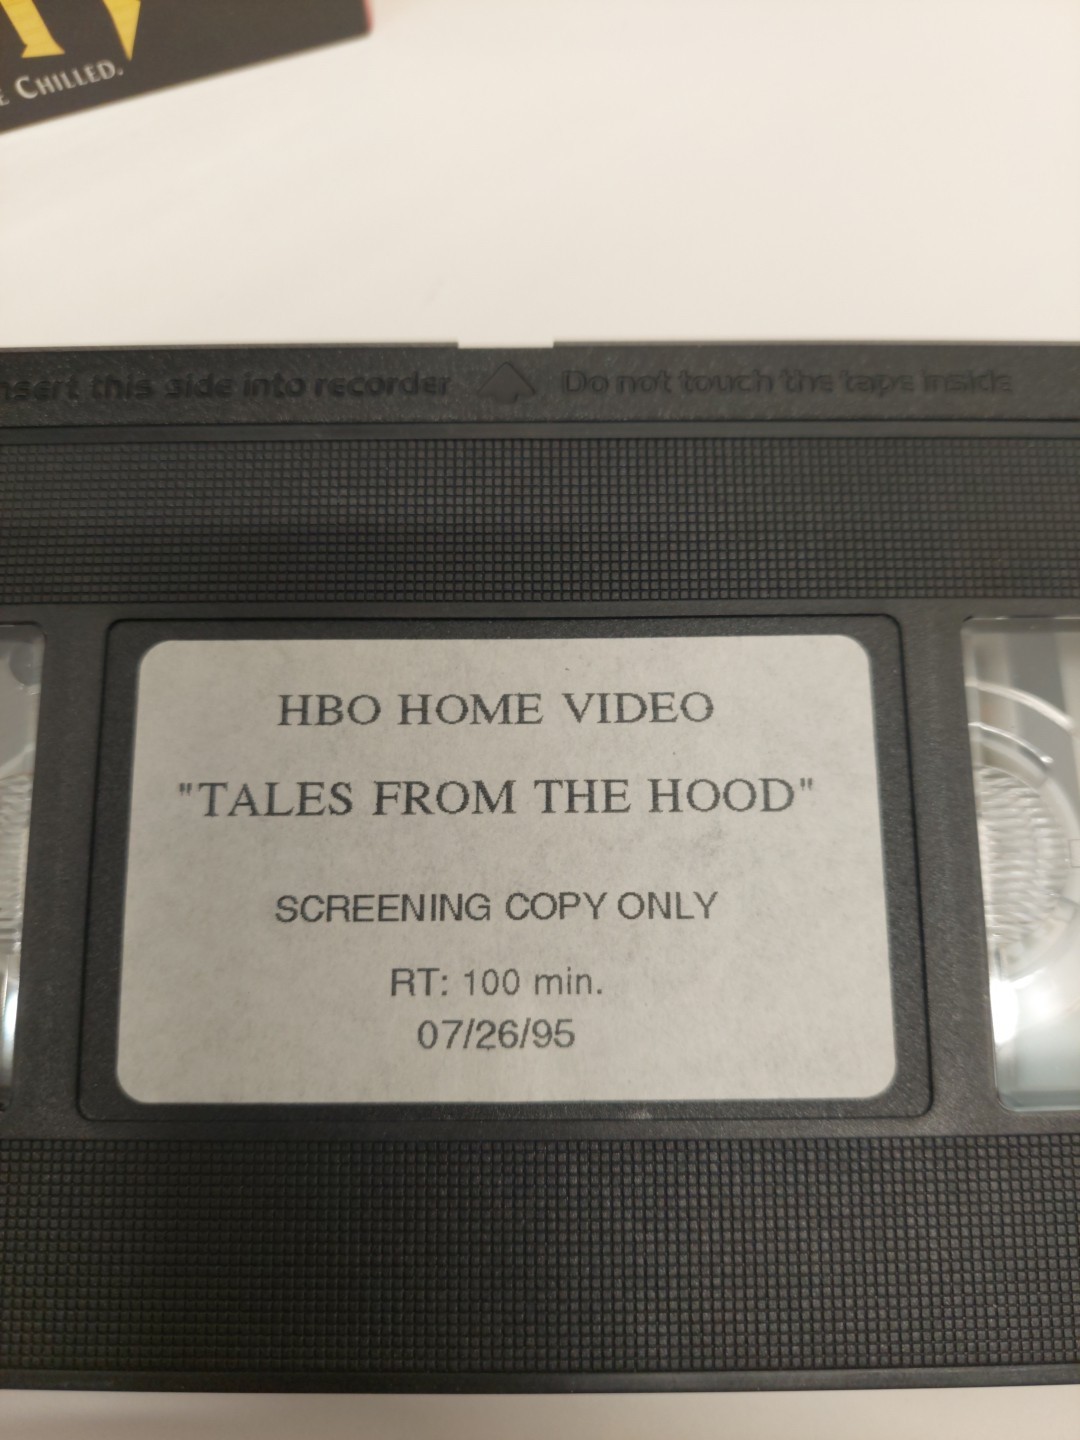 CHILLED.
insert this side into recorder Do not touch the tape inside
HBO HOME VIDEO
"TALES FROM THE HOOD"
SCREENING COPY ONLY
RT: 100 min.
07/26/95